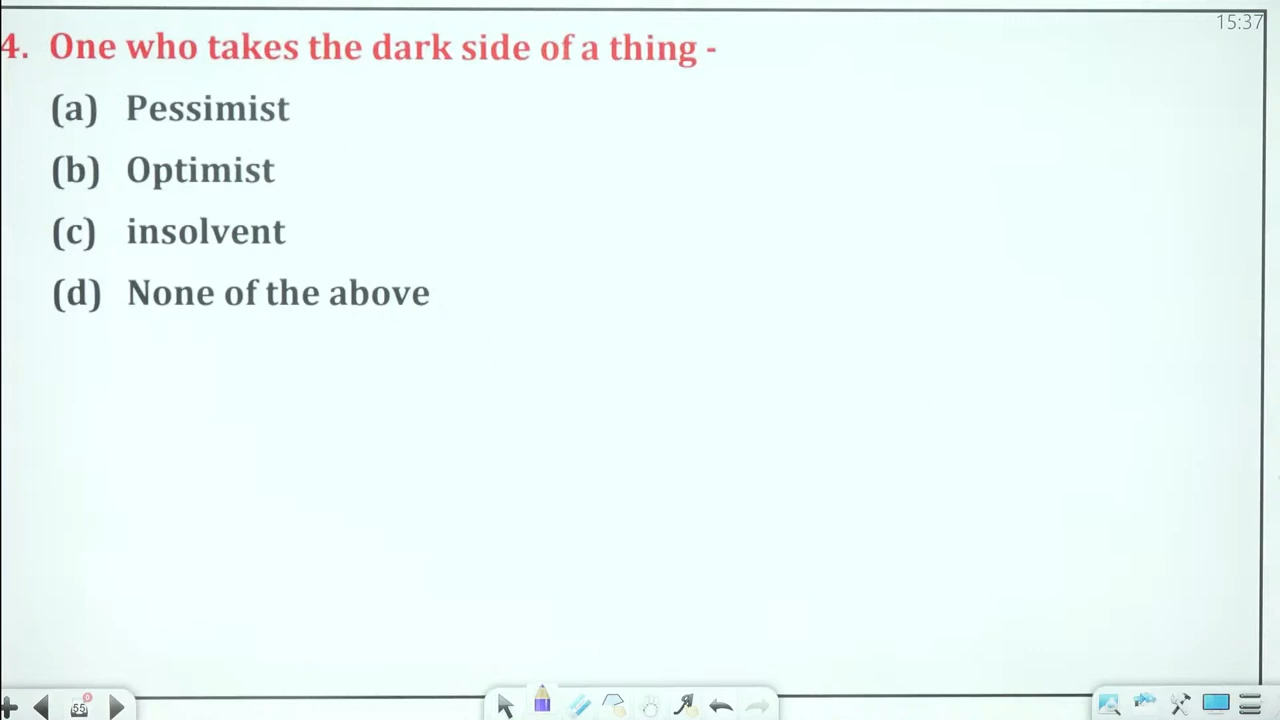 15:37
4. One who takes the dark side of a thing -
(a) Pessimist
(b) Optimist
(c) insolvent
(d) None of the above
55
0